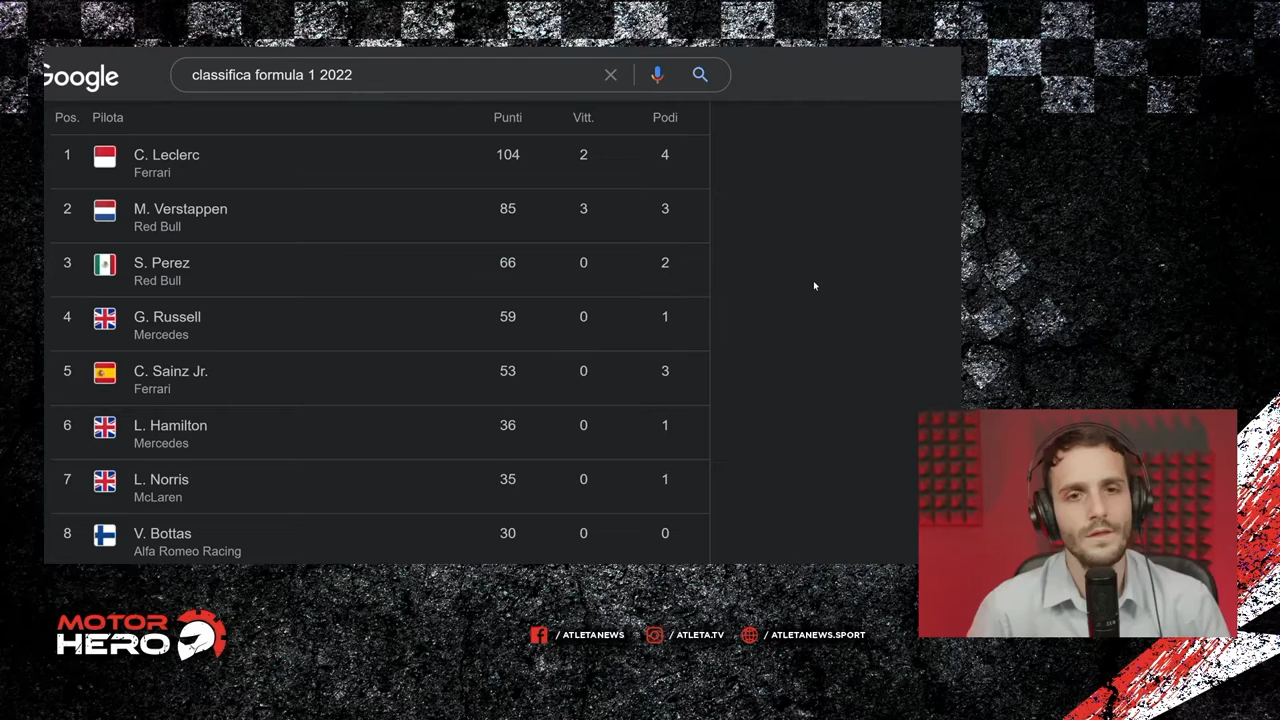 Google
classifica formula 1 2022
Pos. Pilota Punti Vitt. Podi
1 C. Leclerc 104 2 4
Ferrari
2 M. Verstappen 85 3 3
Red Bull
3 S. Perez 66 0 2
Red Bull
4 G. Russell 59 0 1
Mercedes
5 C. Sainz Jr. 53 0 3
Ferrari
6 L. Hamilton 36 0 1
Mercedes
7 L. Norris 35 0 1
McLaren
8 V. Bottas 30 0 0
Alfa Romeo Racing
MOTOR
HERO
/ ATLETANEWS / ATLETA.TV / ATLETANEWS.SPORT